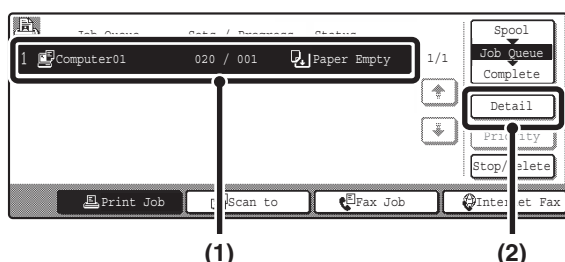 Job Queue Sets / Progress Status
Spool
Job Queue
Complete
1 Computer01 020 / 001 Paper Empty
1/1
Detail
Priority
Stop/Delete
Print Job Scan to Fax Job Internet Fax
(1) (2)